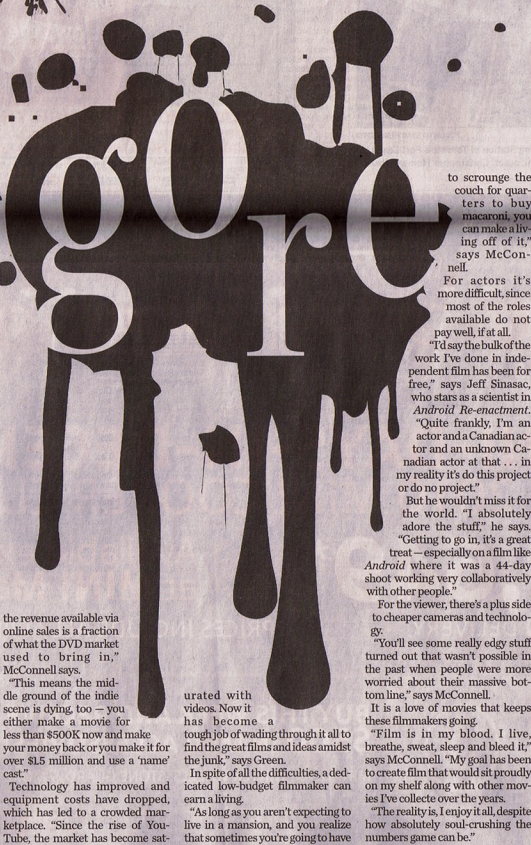 gore
the revenue available via
online sales is a fraction
of what the DVD market
used to bring in,”
McConnell says.
“This means the mid-
dle ground of the indie
scene is dying, too — you
either make a movie for
less than $500K now and make
your money back or you make it for
over $1.5 million and use a ‘name’
cast.”
Technology has improved and
equipment costs have dropped,
which has led to a crowded mar-
ketplace. “Since the rise of You-
Tube, the market has become sat-
urated with
videos. Now it
has become a
tough job of wading through it all to
find the great films and ideas amidst
the junk,” says Green.
In spite of all the difficulties, a ded-
icated low-budget filmmaker can
earn a living.
“As long as you aren’t expecting to
live in a mansion, and you realize
that sometimes you’re going to have
to scrounge the
couch for quar-
ters to buy
macaroni, you
can make a liv-
ing off of it,”
says McCon-
nell.
For actors it’s
more difficult, since
most of the roles
available do not
pay well, if at all.
“I’d say the bulk of the
work I’ve done in inde-
pendent film has been for
free,” says Jeff Sinasac,
who stars as a scientist in
Android Re-enactment.
“Quite frankly, I’m an
actor and a Canadian ac-
tor and an unknown Ca-
nadian actor at that . . . in
my reality it’s do this project
or do no project.”
But he wouldn’t miss it for
the world. “I absolutely
adore the stuff,” he says.
“Getting to go in, it’s a great
treat — especially on a film like
Android where it was a 44-day
shoot working very collaboratively
with other people.”
For the viewer, there’s a plus side
to cheaper cameras and technolo-
gy.
“You’ll see some really edgy stuff
turned out that wasn’t possible in
the past when people were more
worried about their massive bot-
tom line,” says McConnell.
It is a love of movies that keeps
these filmmakers going.
“Film is in my blood. I live,
breathe, sweat, sleep and bleed it,”
says McConnell. “My goal has been
to create film that would sit proudly
on my shelf along with other mov-
ies I’ve collecte over the years.
“The reality is, I enjoy it all, despite
how absolutely soul-crushing the
numbers game can be.”